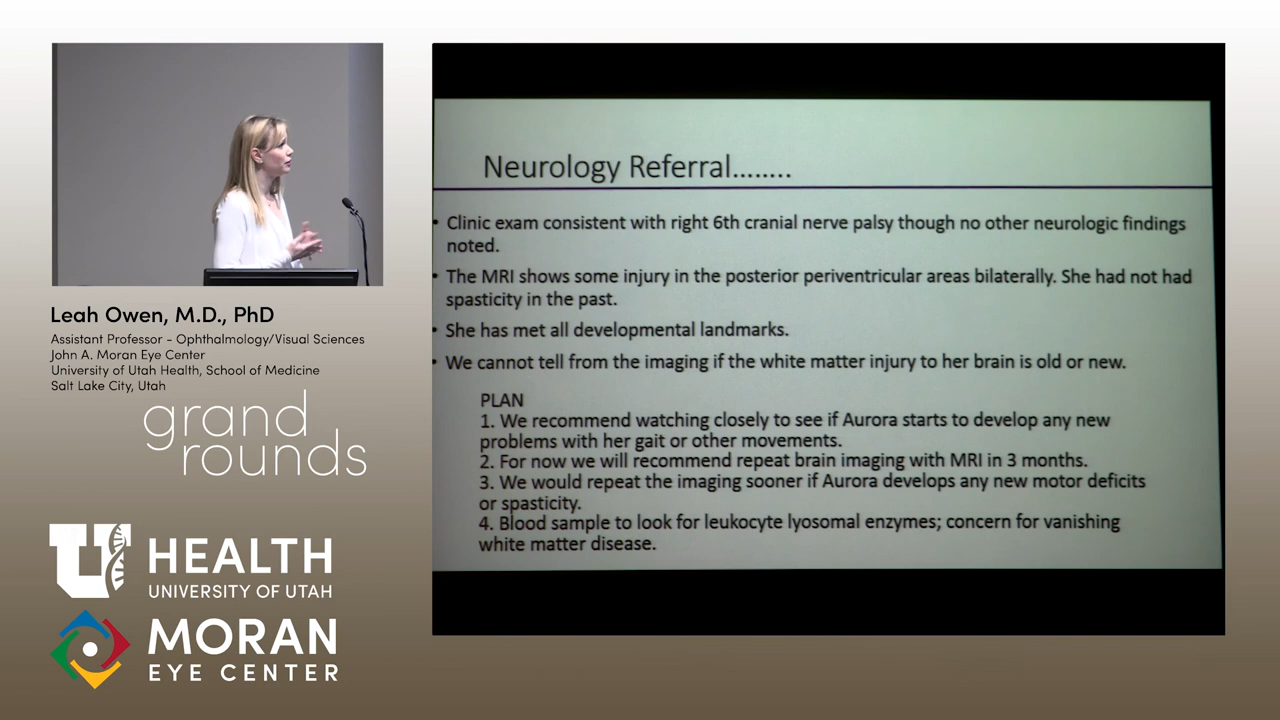 Leah Owen, M.D., PhD
Assistant Professor - Ophthalmology/Visual Sciences
John A. Moran Eye Center
University of Utah Health, School of Medicine
Salt Lake City, Utah
grand
rounds
U HEALTH
UNIVERSITY OF UTAH
MORAN
EYE CENTER
Neurology Referral........
• Clinic exam consistent with right 6th cranial nerve palsy though no other neurologic findings
noted.
• The MRI shows some injury in the posterior periventricular areas bilaterally. She had not had
spasticity in the past.
• She has met all developmental landmarks.
• We cannot tell from the imaging if the white matter injury to her brain is old or new.
PLAN
1. We recommend watching closely to see if Aurora starts to develop any new
problems with her gait or other movements.
2. For now we will recommend repeat brain imaging with MRI in 3 months.
3. We would repeat the imaging sooner if Aurora develops any new motor deficits
or spasticity.
4. Blood sample to look for leukocyte lyosomal enzymes; concern for vanishing
white matter disease.